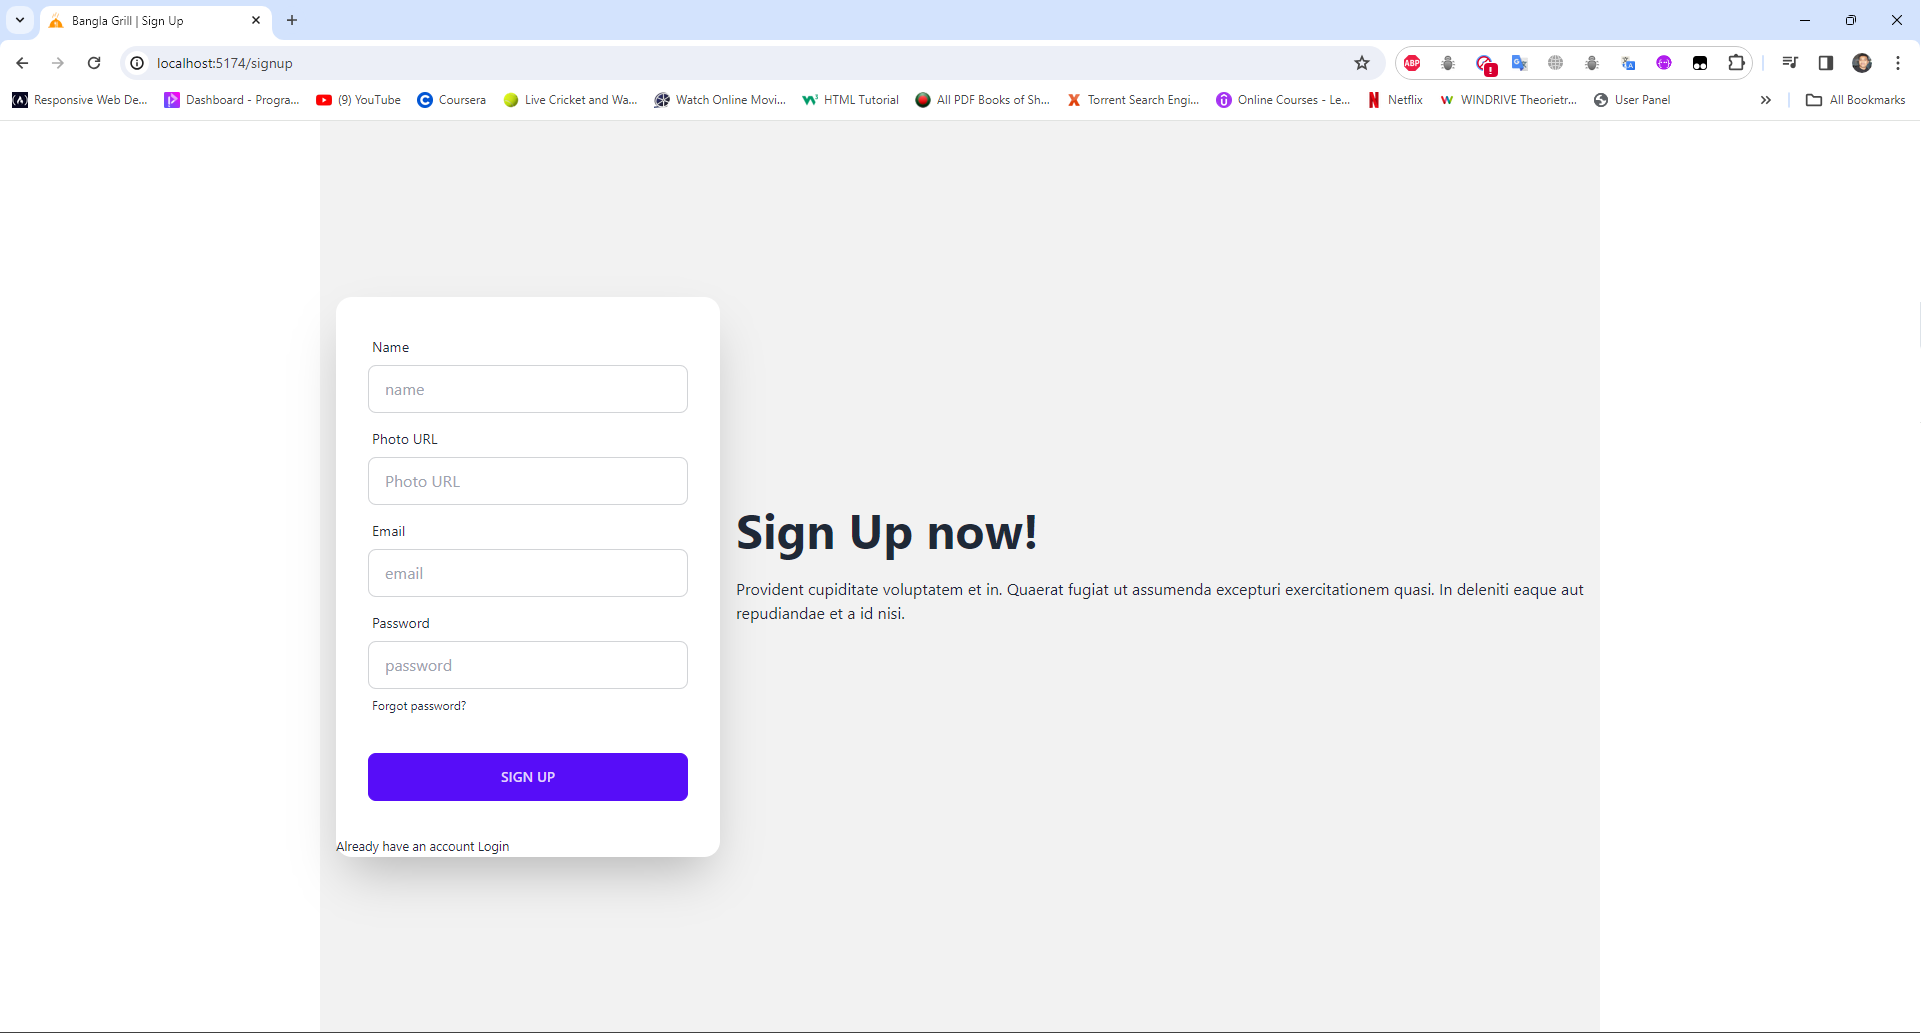 Bangla Grill | Sign Up
localhost:5174/signup
ABP
Responsive Web De...
Dashboard - Progra...
(9) YouTube
Coursera
Live Cricket and Wa...
Watch Online Movi...
HTML Tutorial
All PDF Books of Sh...
Torrent Search Engi...
Online Courses - Le...
Netflix
WINDRIVE Theorietr...
User Panel
All Bookmarks
Name
name
Photo URL
Photo URL
Email
email
Password
password
Forgot password?
SIGN UP
Already have an account Login
Sign Up now!
Provident cupiditate voluptatem et in. Quaerat fugiat ut assumenda excepturi exercitationem quasi. In deleniti eaque aut
repudiandae et a id nisi.